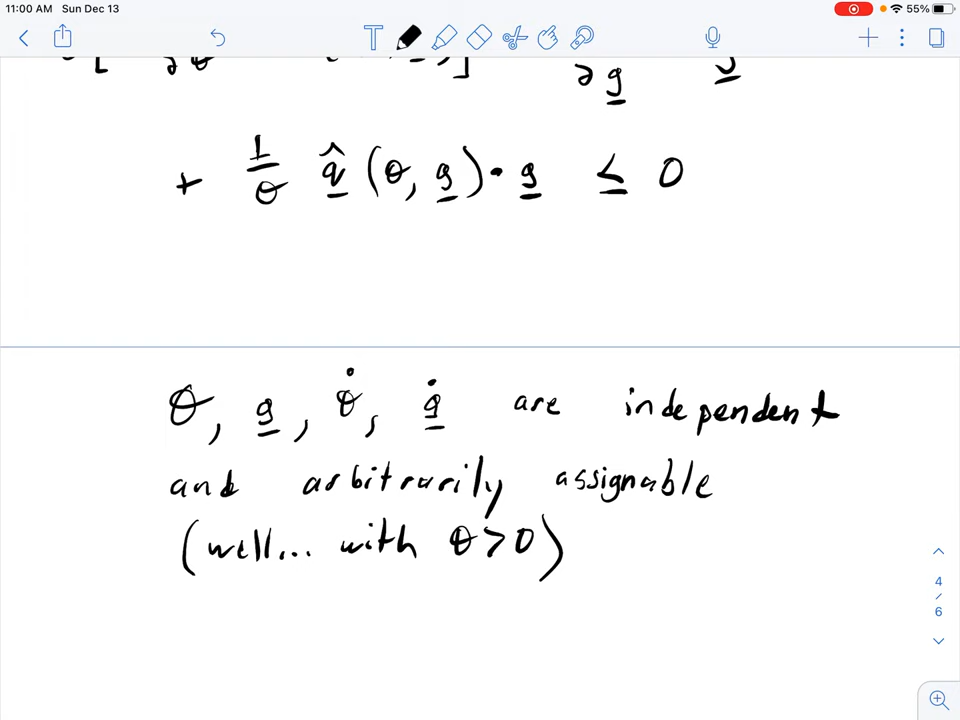 11:00 AM Sun Dec 13
55%
T
∂θ ] ∂g
+ 1/θ q̂ (θ, g) · g ≤ 0
θ, g, θ̇, ġ are independent
and arbitrarily assignable
(well... with θ>0)
4
/
6